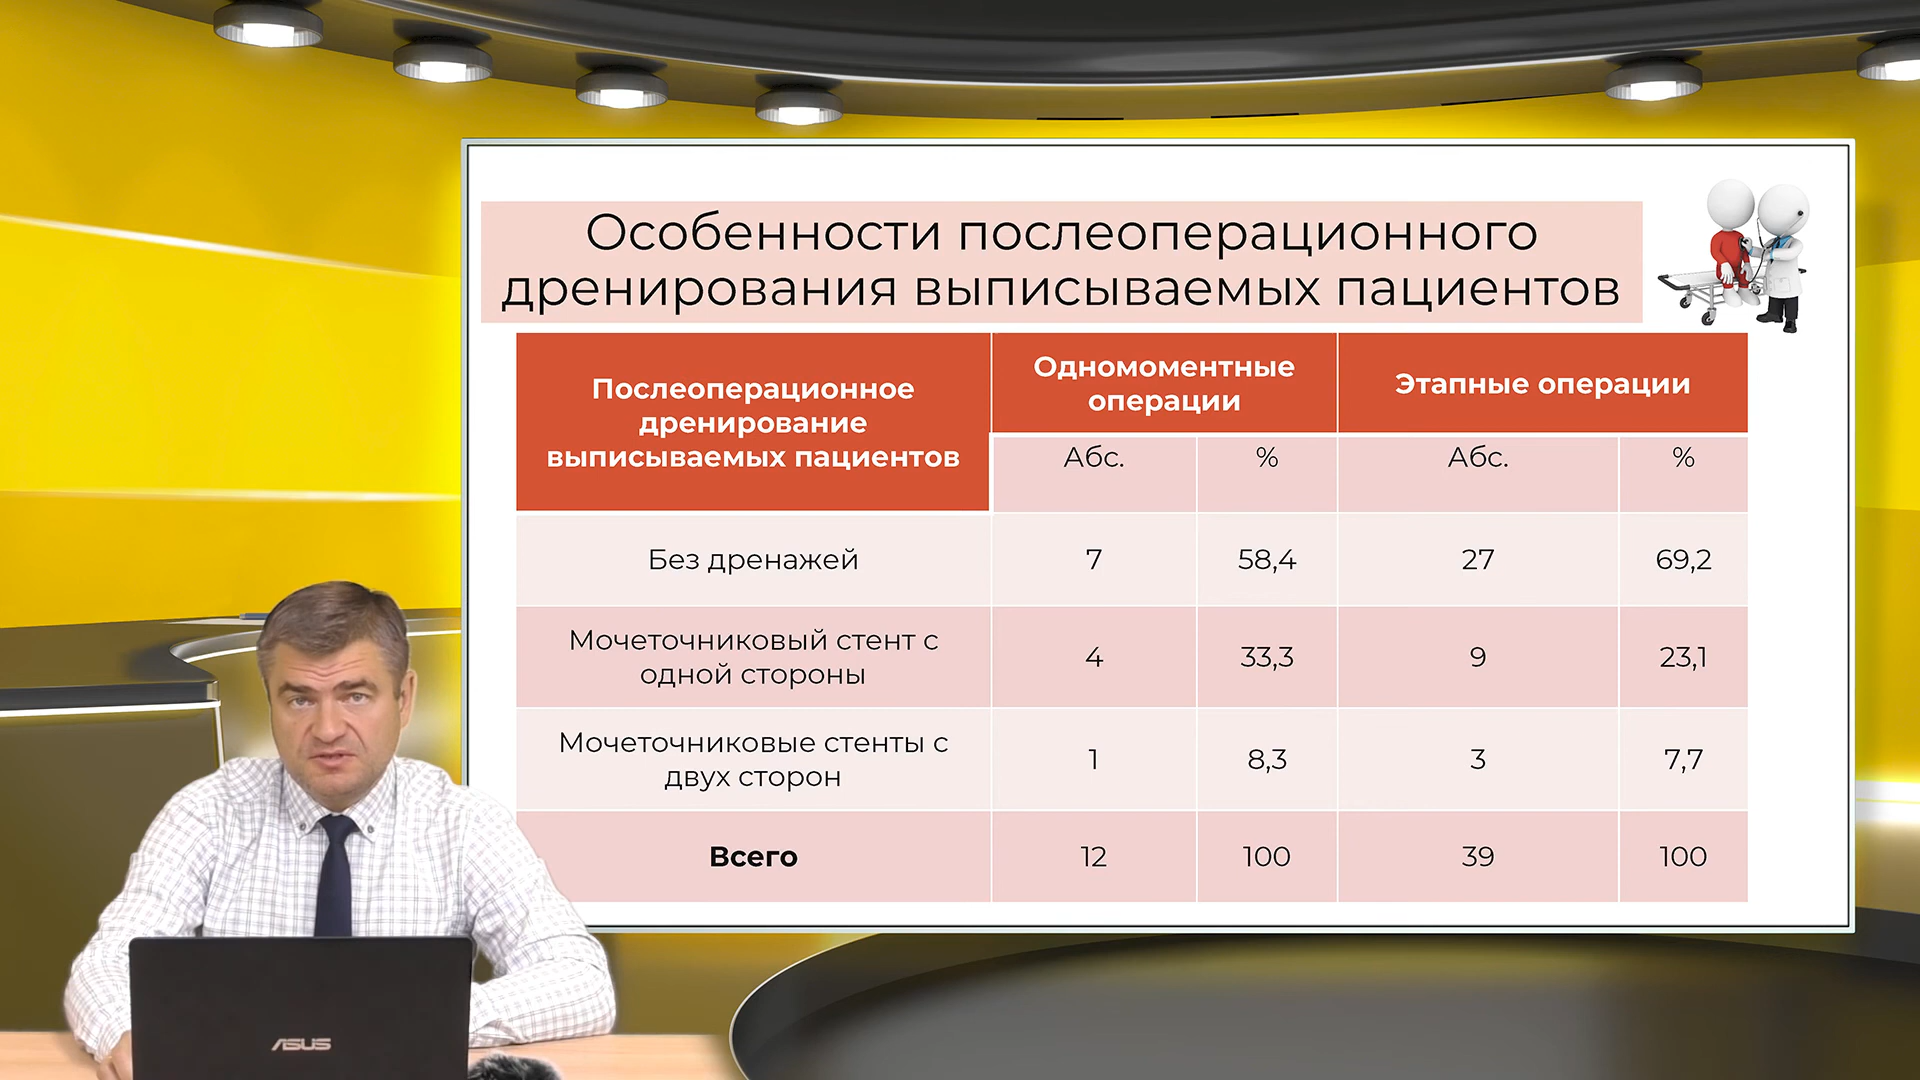 Особенности послеоперационного
дренирования выписываемых пациентов
Послеоперационное
дренирование
выписываемых пациентов
Одномоментные
операции
Этапные операции
Абс.
%
Абс.
%
Без дренажей
7
58,4
27
69,2
Мочеточниковый стент с
одной стороны
4
33,3
9
23,1
Мочеточниковые стенты с
двух сторон
1
8,3
3
7,7
Всего
12
100
39
100
ASUS